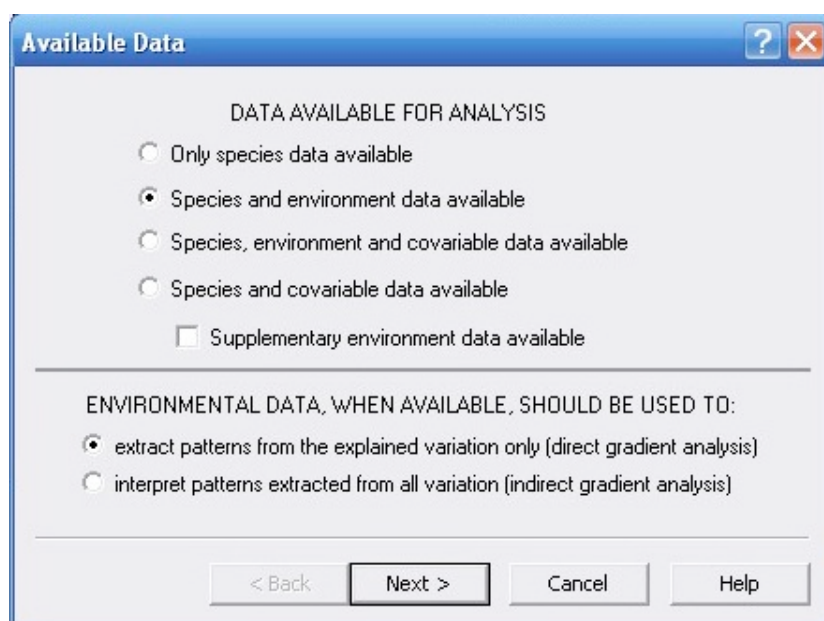 Available Data
DATA AVAILABLE FOR ANALYSIS
Only species data available
Species and environment data available
Species, environment and covariable data available
Species and covariable data available
Supplementary environment data available
ENVIRONMENTAL DATA, WHEN AVAILABLE, SHOULD BE USED TO:
extract patterns from the explained variation only (direct gradient analysis)
interpret patterns extracted from all variation (indirect gradient analysis)
< Back Next > Cancel Help